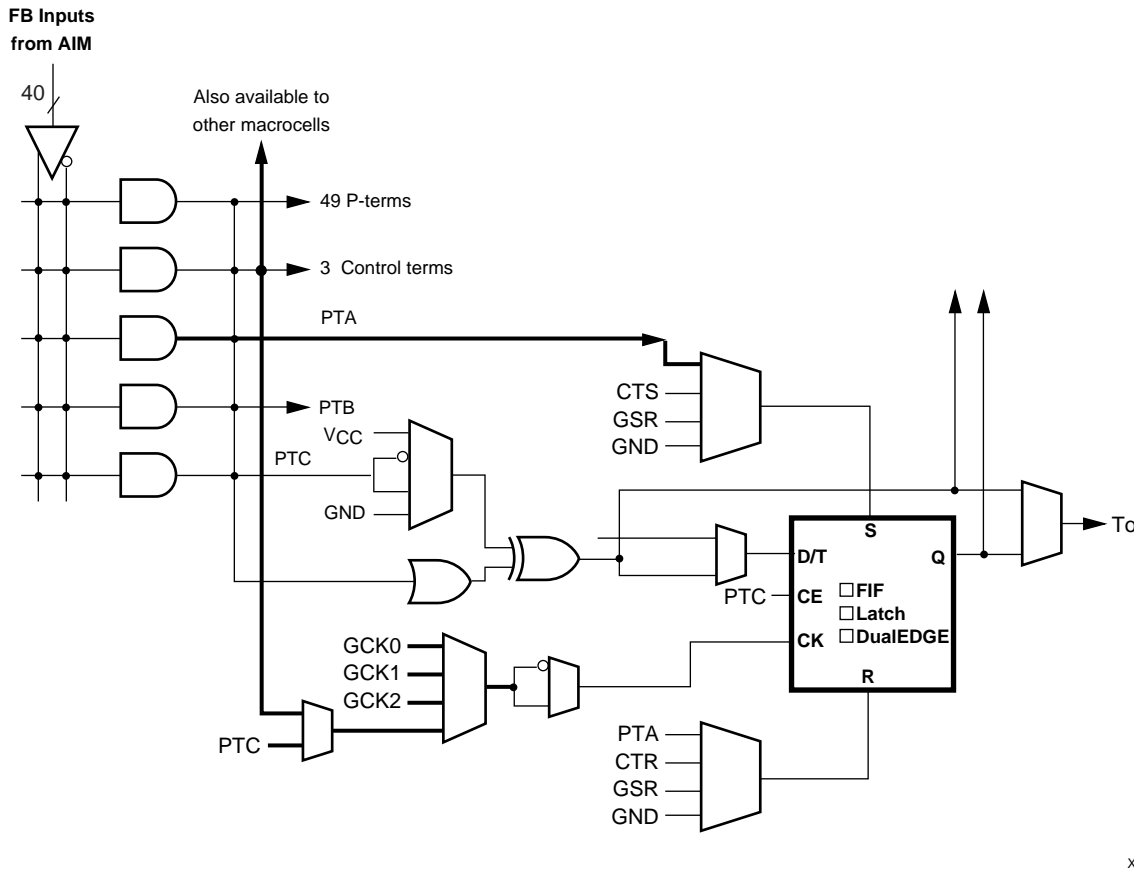 FB Inputs
from AIM
40
Also available to
other macrocells
49 P-terms
3 Control terms
PTA
CTS
GSR
GND
PTB
VCC
PTC
GND
To
S
D/T
Q
PTC
CE
FIF
Latch
DualEDGE
CK
R
GCK0
GCK1
GCK2
PTC
PTA
CTR
GSR
GND
X